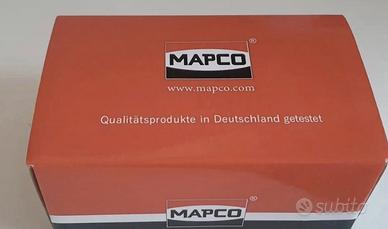 MAPCO®
www.mapco.com
Qualitätsprodukte in Deutschland getestet
MAPCO®
subito